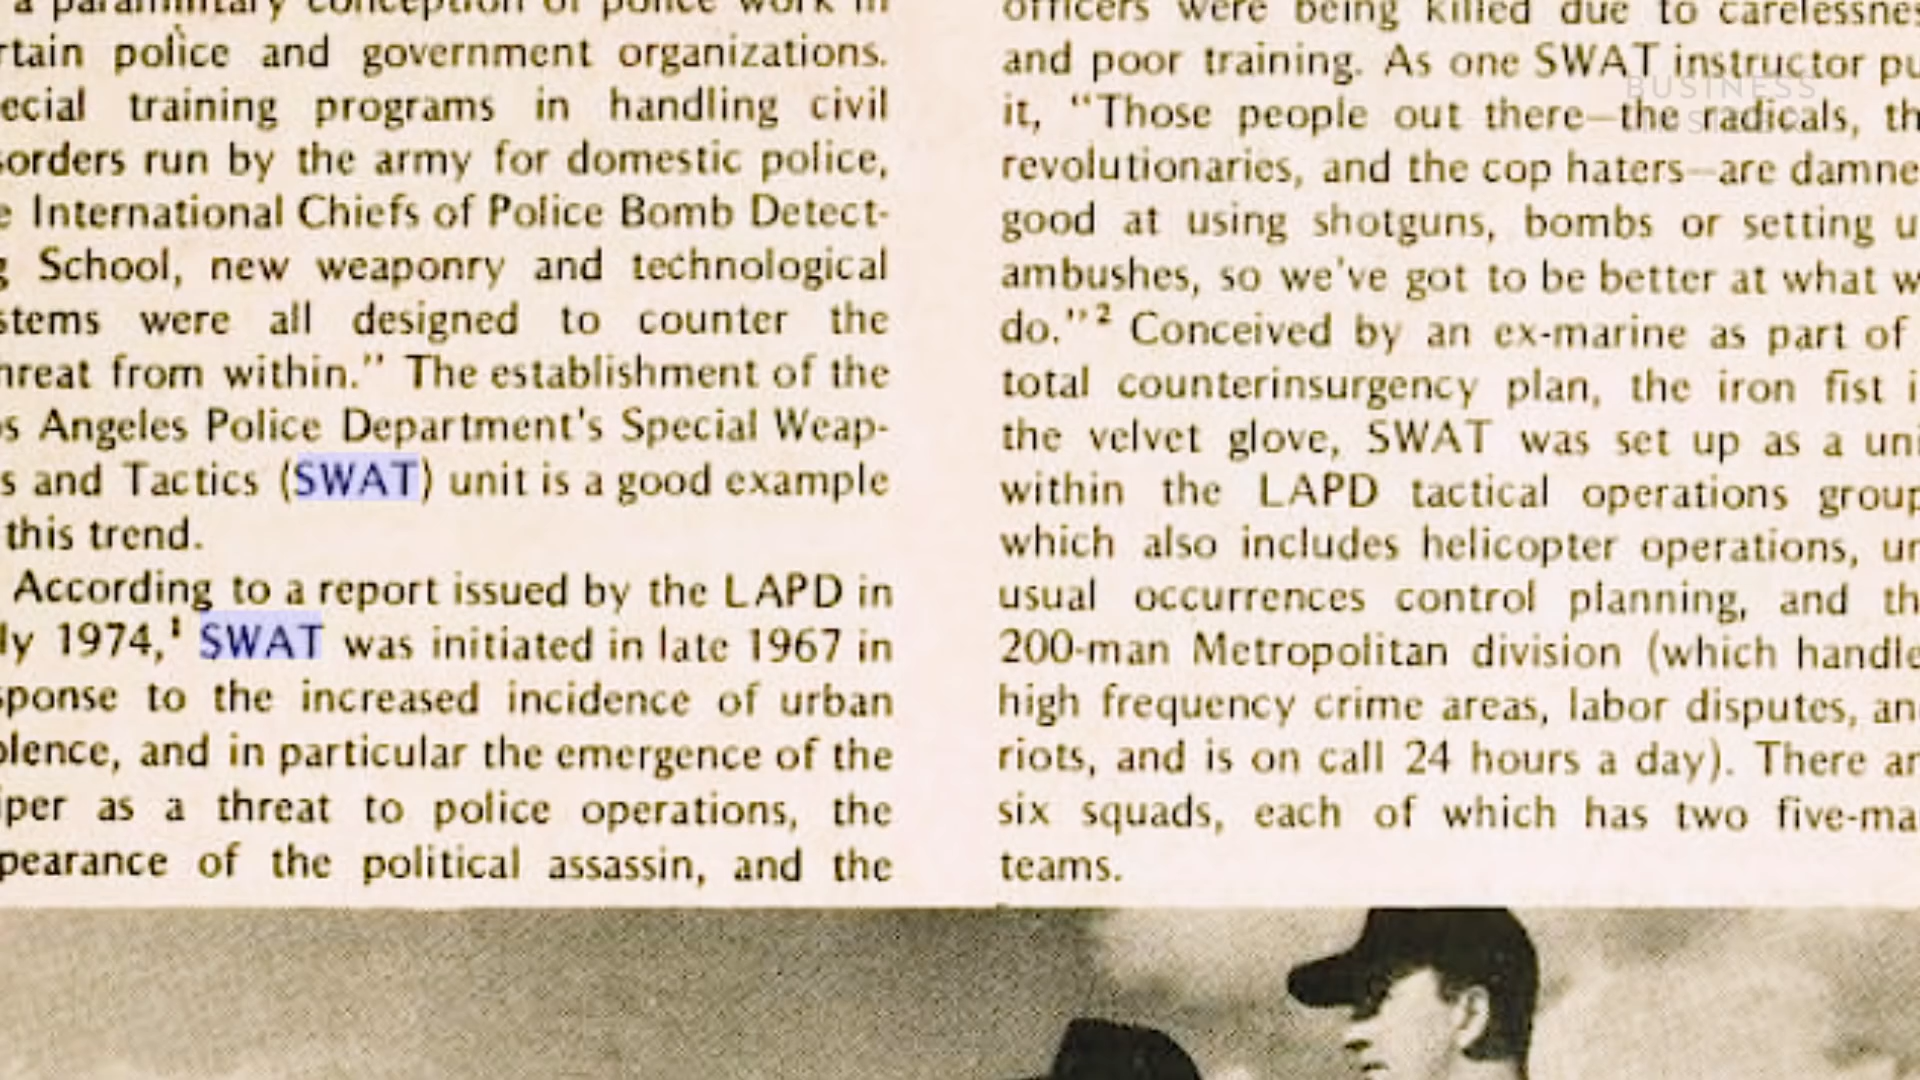 a paramilitary conception of police work in
rtain police and government organizations.
ecial training programs in handling civil
sorders run by the army for domestic police,
e International Chiefs of Police Bomb Detect-
g School, new weaponry and technological
stems were all designed to counter the
hreat from within." The establishment of the
os Angeles Police Department's Special Weap-
s and Tactics (SWAT) unit is a good example
this trend.
According to a report issued by the LAPD in
ly 1974,¹ SWAT was initiated in late 1967 in
sponse to the increased incidence of urban
olence, and in particular the emergence of the
iper as a threat to police operations, the
pearance of the political assassin, and the
officers were being killed due to carelessnes
and poor training. As one SWAT instructor pu
it, "Those people out there—the radicals, th
revolutionaries, and the cop haters—are damne
good at using shotguns, bombs or setting u
ambushes, so we've got to be better at what w
do."² Conceived by an ex-marine as part of
total counterinsurgency plan, the iron fist i
the velvet glove, SWAT was set up as a uni
within the LAPD tactical operations group
which also includes helicopter operations, un
usual occurrences control planning, and th
200-man Metropolitan division (which handle
high frequency crime areas, labor disputes, an
riots, and is on call 24 hours a day). There ar
six squads, each of which has two five-ma
teams.
BUSINESS
INSIDER